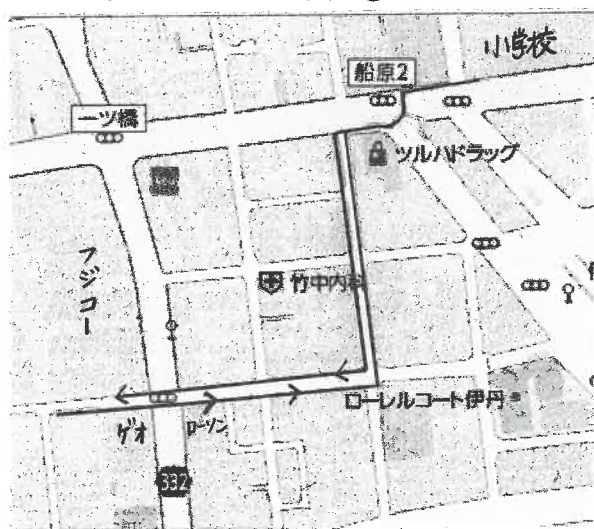 小学校
船原2
一ツ橋
ツルハドラッグ
フジコー
竹中内科
ローレルコート伊丹
ゲオ
ローソン
332